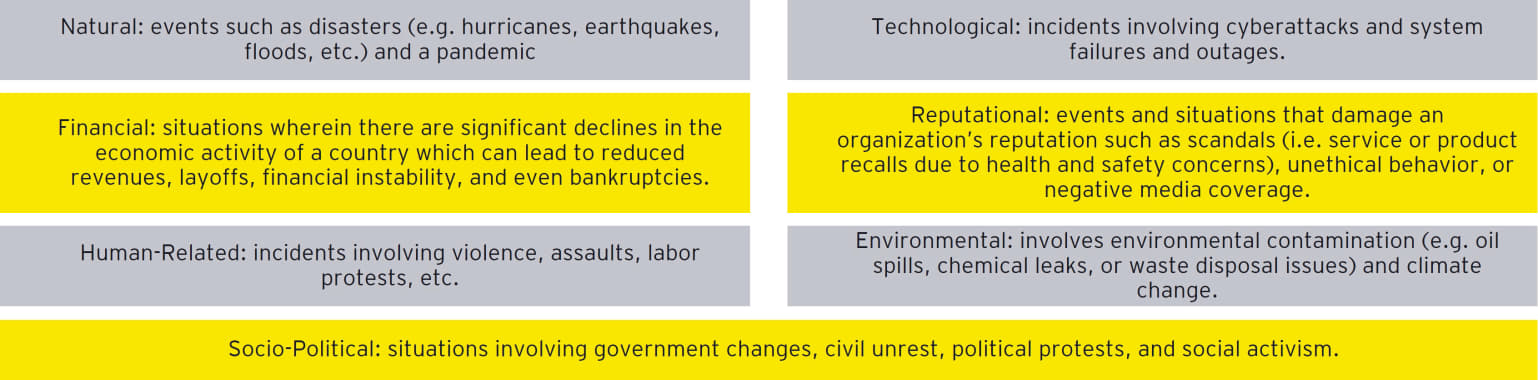 Natural: events such as disasters (e.g. hurricanes, earthquakes,
floods, etc.) and a pandemic
Technological: incidents involving cyberattacks and system
failures and outages.
Financial: situations wherein there are significant declines in the
economic activity of a country which can lead to reduced
revenues, layoffs, financial instability, and even bankruptcies.
Reputational: events and situations that damage an
organization’s reputation such as scandals (i.e. service or product
recalls due to health and safety concerns), unethical behavior, or
negative media coverage.
Human-Related: incidents involving violence, assaults, labor
protests, etc.
Environmental: involves environmental contamination (e.g. oil
spills, chemical leaks, or waste disposal issues) and climate
change.
Socio-Political: situations involving government changes, civil unrest, political protests, and social activism.